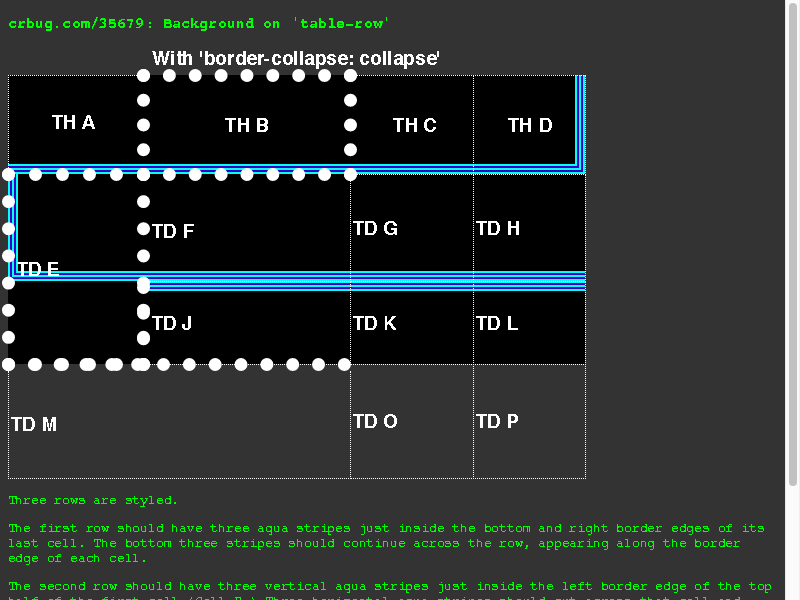 crbug.com/35679: Background on 'table-row'
With 'border-collapse: collapse'
TH A TH B TH C TH D
TD E TD F TD G TD H
TD J TD K TD L
TD M TD O TD P
Three rows are styled.
The first row should have three aqua stripes just inside the bottom and right border edges of its
last cell. The bottom three stripes should continue across the row, appearing along the border
edge of each cell.
The second row should have three vertical aqua stripes just inside the left border edge of the top